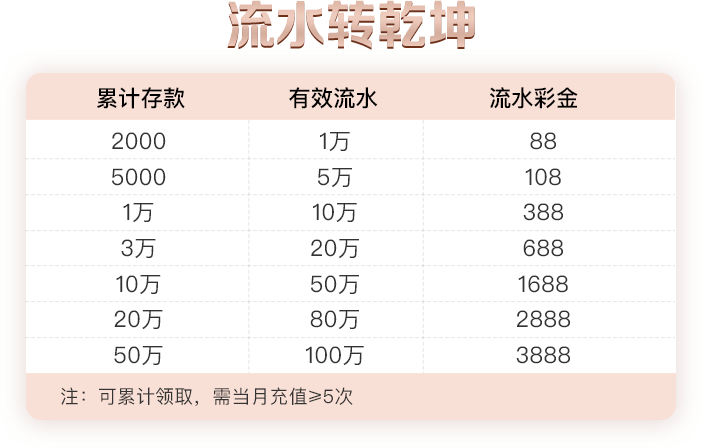 流水转乾坤
累计存款 有效流水 流水彩金
2000 1万 88
5000 5万 108
1万 10万 388
3万 20万 688
10万 50万 1688
20万 80万 2888
50万 100万 3888
注：可累计领取，需当月充值≥5次